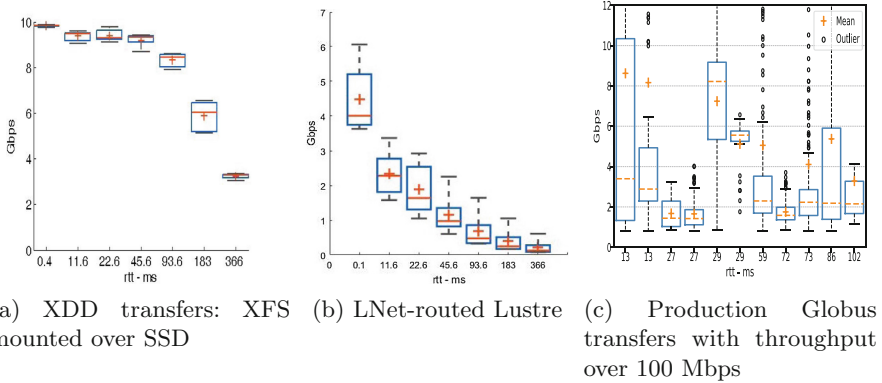 10
8
6
4
2
0
Gbps
0.4 11.6 22.6 45.6 93.6 183 366
rtt - ms
7
6
5
4
3
2
1
0
Gbps
0 0.1 11.6 22.6 45.6 93.6 183 366
rtt - ms
12
10
8
6
4
2
0
Gbps
Mean
Outlier
13 13 27 27 29 29 59 72 73 86 102
rtt - ms
a) XDD transfers: XFS
mounted over SSD
(b) LNet-routed Lustre
(c) Production Globus
transfers with throughput
over 100 Mbps